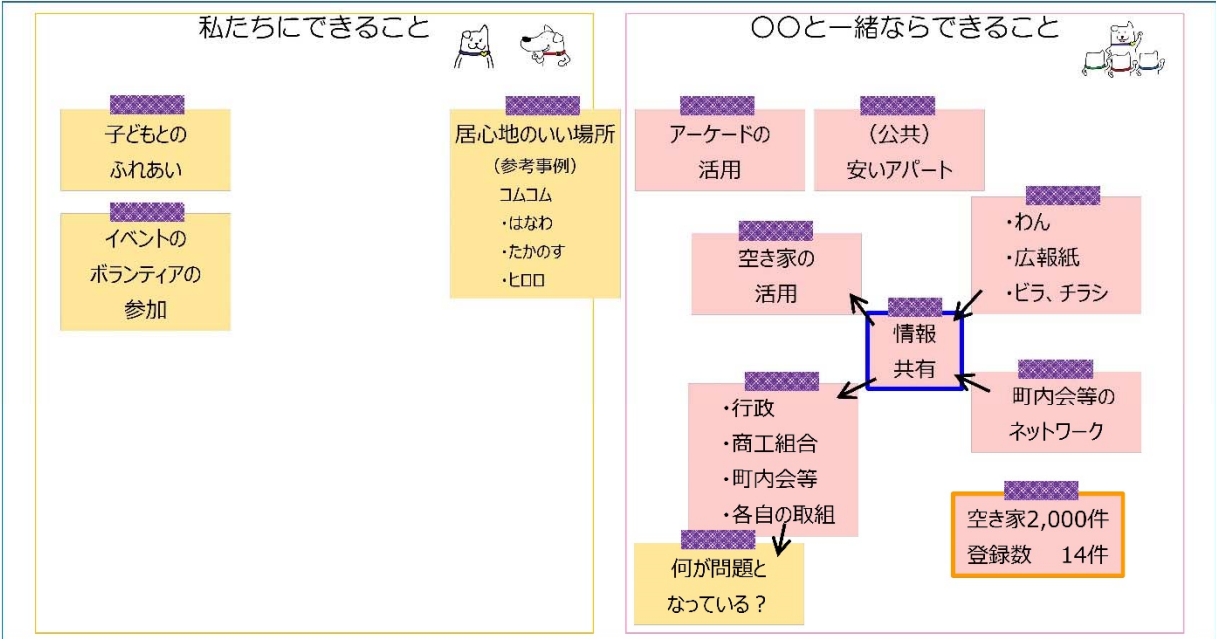 私たちにできること
子どもとの
ふれあい
イベントの
ボランティアの
参加
居心地のいい場所
(参考事例)
コムコム
・はなわ
・たかのす
・ヒロロ
〇〇と一緒ならできること
アーケードの
活用
(公共)
安いアパート
空き家の
活用
・わん
・広報紙
・ビラ、チラシ
情報
共有
町内会等の
ネットワーク
・行政
・商工組合
・町内会等
・各自の取組
何が問題と
なっている?
空き家2,000件
登録数 14件